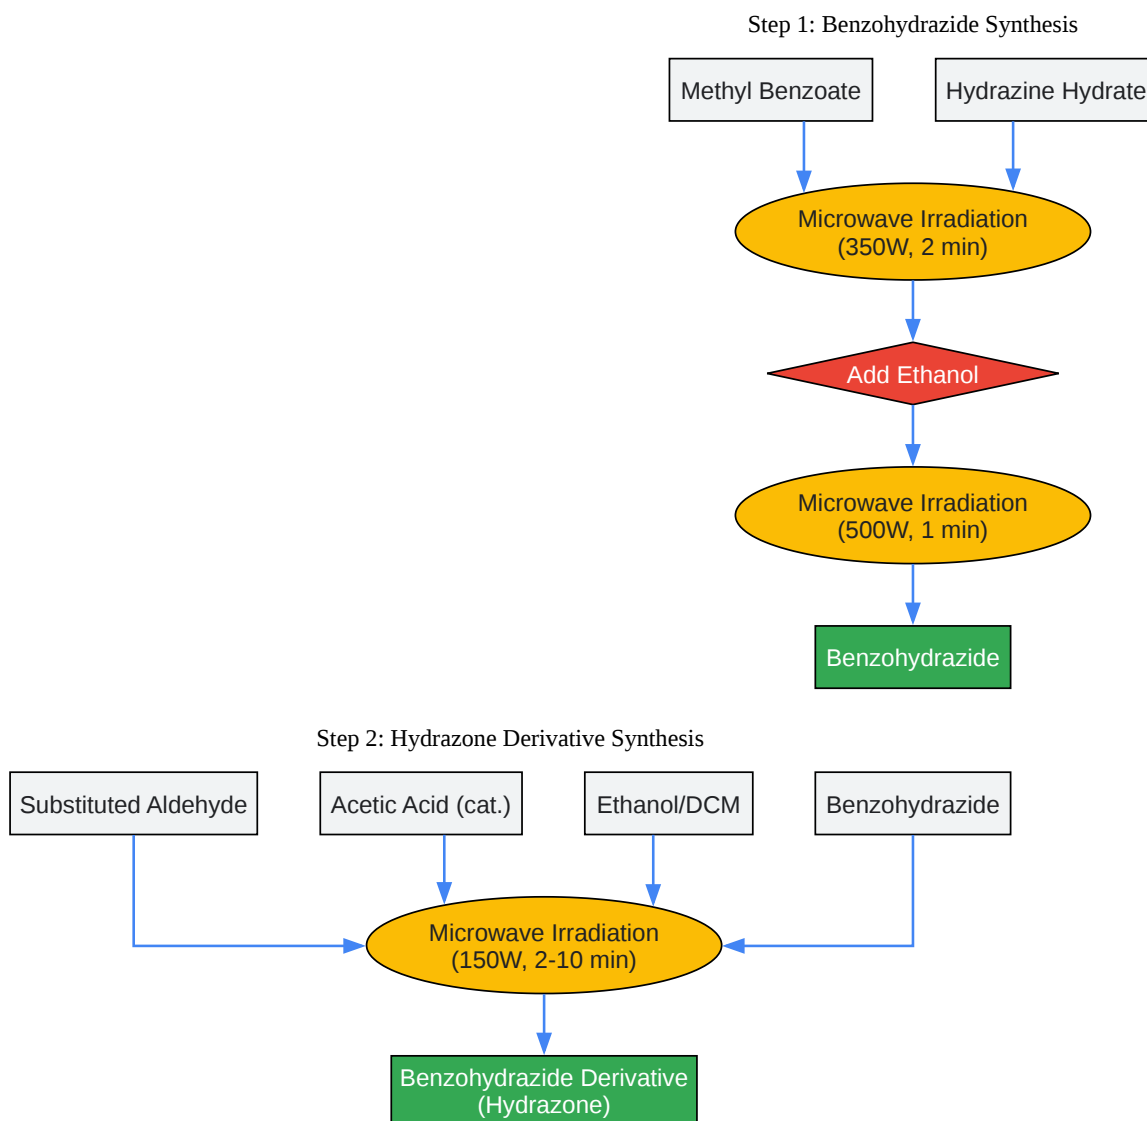 Step 1: Benzohydrazide Synthesis
Methyl Benzoate
Hydrazine Hydrate
Microwave Irradiation
(350W, 2 min)
Add Ethanol
Microwave Irradiation
(500W, 1 min)
Benzohydrazide
Step 2: Hydrazone Derivative Synthesis
Substituted Aldehyde
Acetic Acid (cat.)
Ethanol/DCM
Benzohydrazide
Microwave Irradiation
(150W, 2-10 min)
Benzohydrazide Derivative
(Hydrazone)